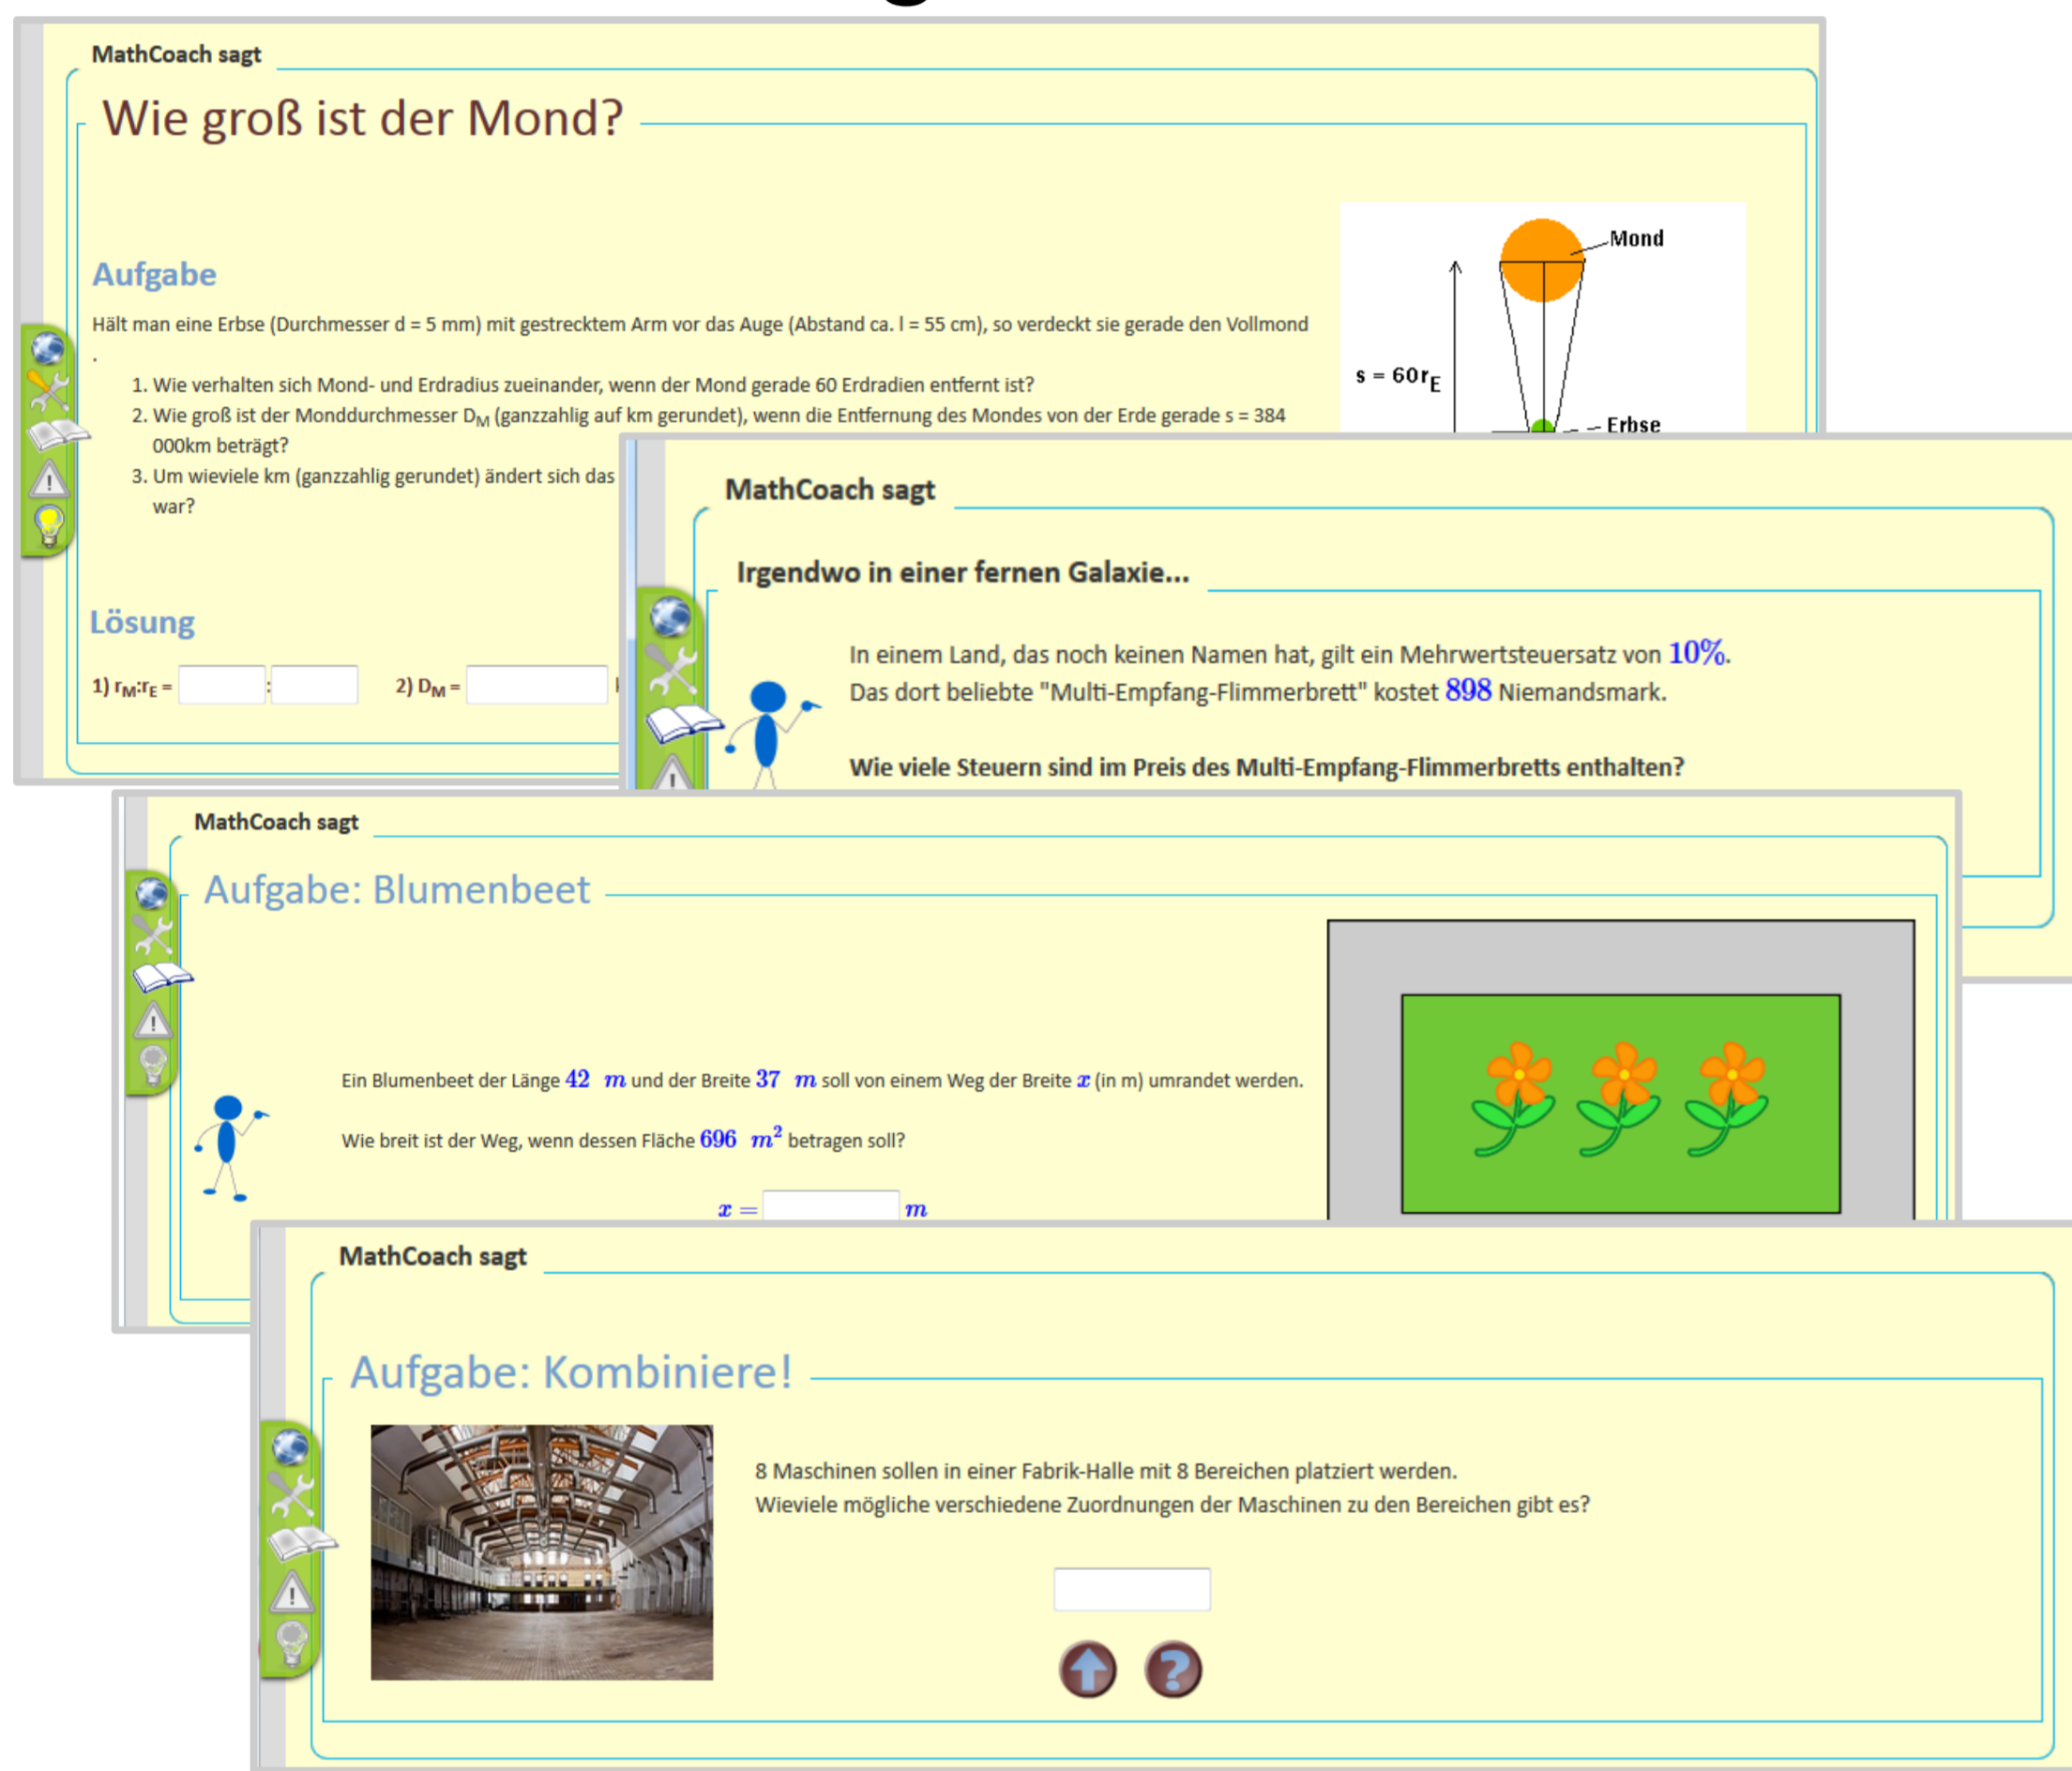 MathCoach sagt
Wie groß ist der Mond?
Aufgabe
Hält man eine Erbse (Durchmesser d = 5 mm) mit gestrecktem Arm vor das Auge (Abstand ca. l = 55 cm), so verdeckt sie gerade den Vollmond
.
1. Wie verhalten sich Mond- und Erdradius zueinander, wenn der Mond gerade 60 Erdradien entfernt ist?
2. Wie groß ist der Monddurchmesser D_M (ganzzahlig auf km gerundet), wenn die Entfernung des Mondes von der Erde gerade s = 384
000km beträgt?
3. Um wieviele km (ganzzahlig gerundet) ändert sich das
war?
Mond
s = 60r_E
Erbse
Lösung
1) r_M:r_E = : 2) D_M =
MathCoach sagt
Irgendwo in einer fernen Galaxie...
In einem Land, das noch keinen Namen hat, gilt ein Mehrwertsteuersatz von 10%.
Das dort beliebte "Multi-Empfang-Flimmerbrett" kostet 898 Niemandsmark.
Wie viele Steuern sind im Preis des Multi-Empfang-Flimmerbretts enthalten?
MathCoach sagt
Aufgabe: Blumenbeet
Ein Blumenbeet der Länge 42 m und der Breite 37 m soll von einem Weg der Breite x (in m) umrandet werden.
Wie breit ist der Weg, wenn dessen Fläche 696 m² betragen soll?
x = m
MathCoach sagt
Aufgabe: Kombiniere!
8 Maschinen sollen in einer Fabrik-Halle mit 8 Bereichen platziert werden.
Wieviele mögliche verschiedene Zuordnungen der Maschinen zu den Bereichen gibt es?